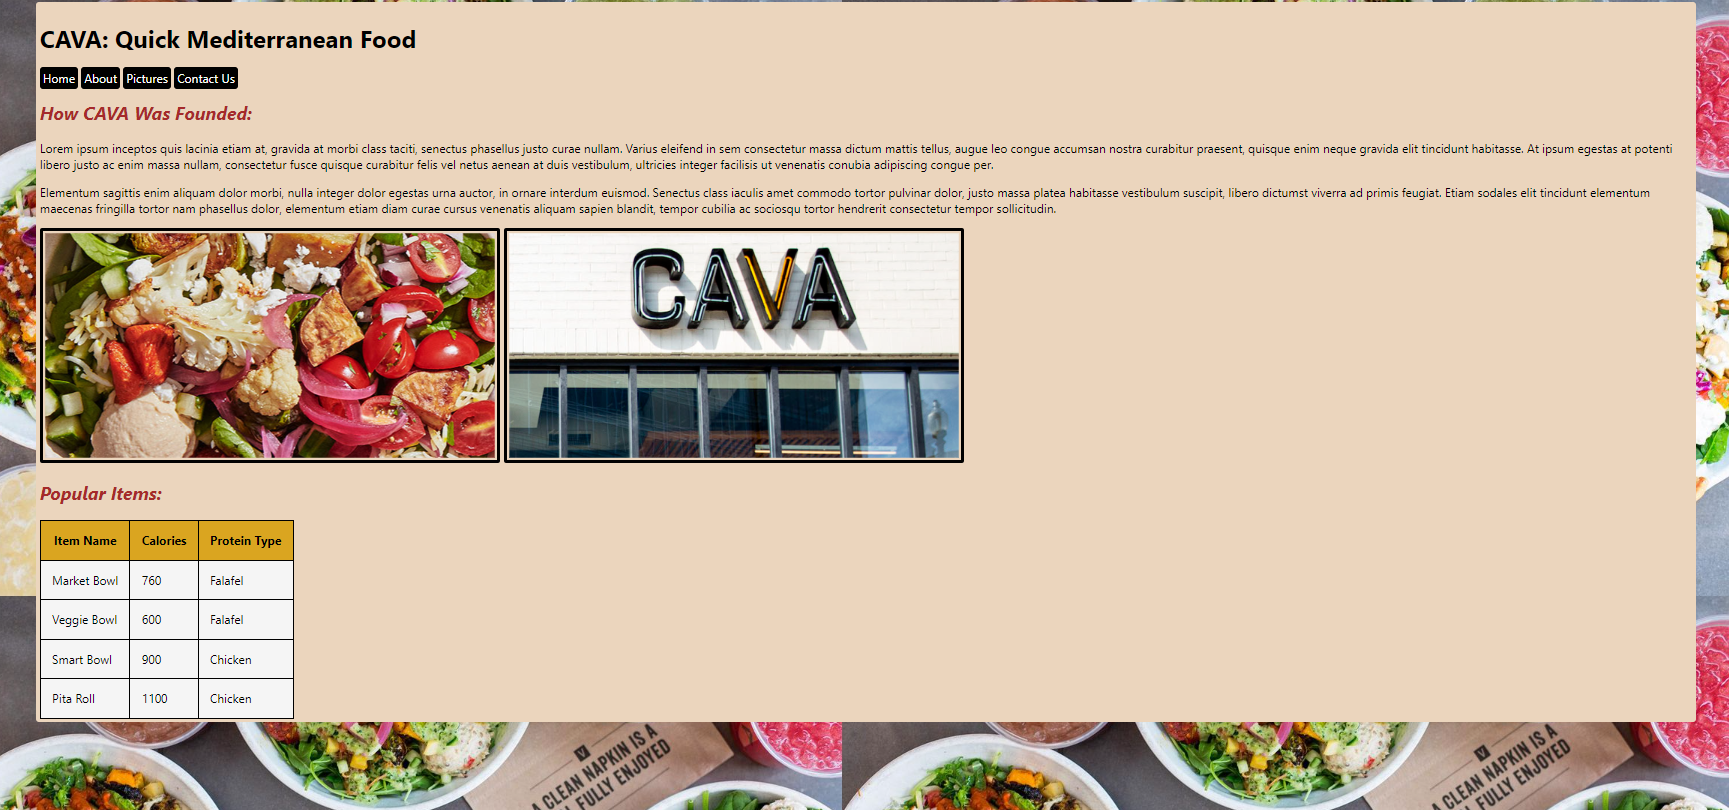 CAVA: Quick Mediterranean Food
Home About Pictures Contact Us
How CAVA Was Founded:
Lorem ipsum inceptos quis lacinia etiam at, gravida at morbi class taciti, senectus phasellus justo curae nullam. Varius eleifend in sem consectetur massa dictum mattis tellus, augue leo congue accumsan nostra curabitur praesent, quisque enim neque gravida elit tincidunt habitasse. At ipsum egestas at potenti
libero justo ac enim massa nullam, consectetur fusce quisque curabitur felis vel netus aenean at duis vestibulum, ultricies integer facilisis ut venenatis conubia adipiscing congue per.
Elementum sagittis enim aliquam dolor morbi, nulla integer dolor egestas urna auctor, in ornare interdum euismod. Senectus class iaculis amet commodo tortor pulvinar dolor, justo massa platea habitasse vestibulum suscipit, libero dictumst viverra ad primis feugiat. Etiam sodales elit tincidunt elementum
maecenas fringilla tortor nam phasellus dolor, elementum etiam diam curae cursus venenatis aliquam sapien blandit, tempor cubilia ac sociosqu tortor hendrerit consectetur tempor sollicitudin.
CAVA
Popular Items:
Item Name Calories Protein Type
Market Bowl 760 Falafel
Veggie Bowl 600 Falafel
Smart Bowl 900 Chicken
Pita Roll 1100 Chicken
A CLEAN NAPKIN IS A
FULLY ENJOYED
A CLEAN NAPKIN IS A
FULLY ENJOYED